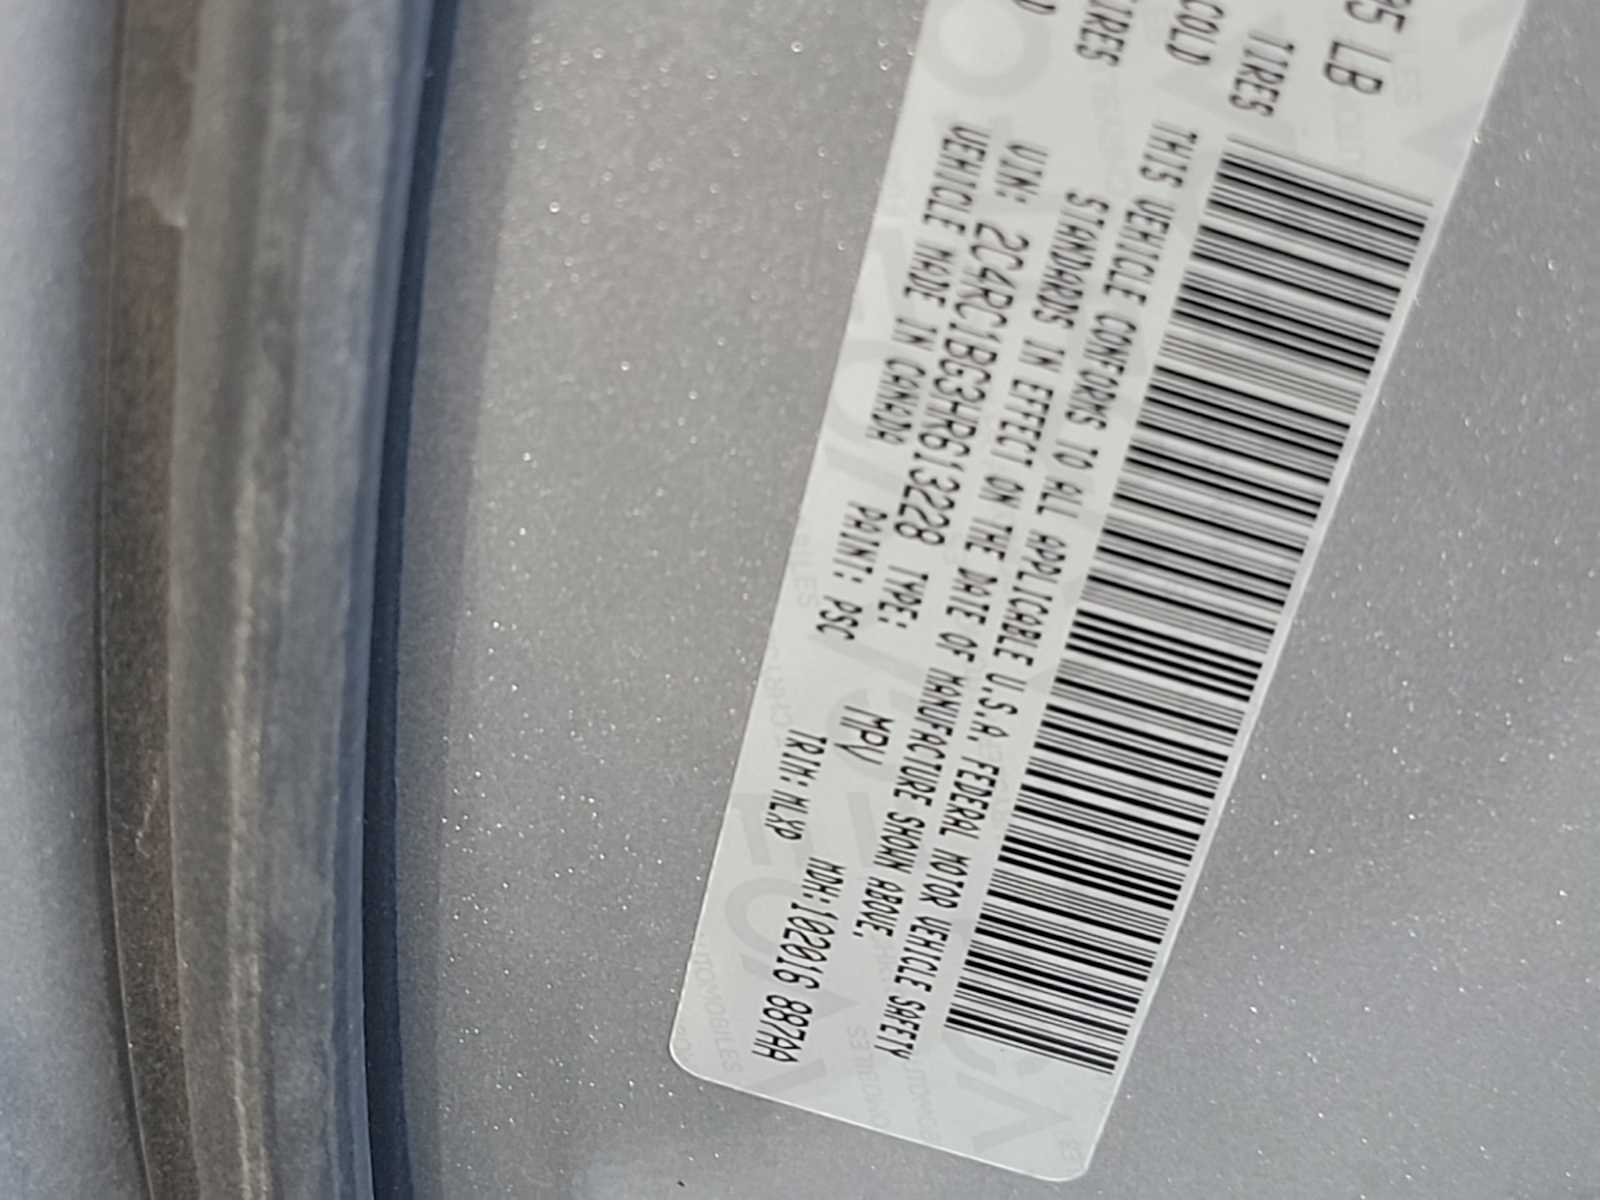 LB
TIRES
COLD
TIRES
THIS VEHICLE CONFORMS TO ALL APPLICABLE U.S.A. FEDERAL MOTOR VEHICLE SAFETY
STANDARDS IN EFFECT ON THE DATE OF MANUFACTURE SHOWN ABOVE.
VIN: 2C4RC1BG3HR613228 TYPE: MPV MDH:102016 887AA
VEHICLE MADE IN CANADA PAINT: PSC TRIM:MLXP